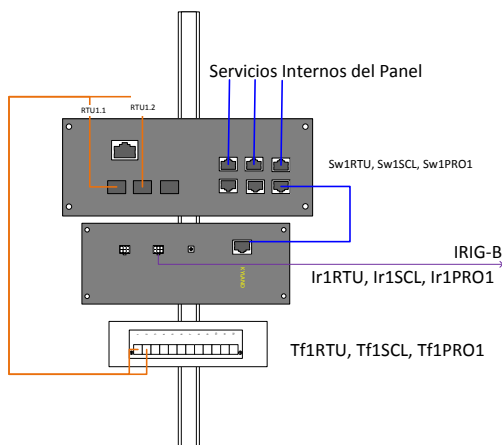 Servicios Internos del Panel
RTU1.1
RTU1.2
Sw1RTU, Sw1SCL, Sw1PRO1
IRIG-B
Ir1RTU, Ir1SCL, Ir1PRO1
Tf1RTU, Tf1SCL, Tf1PRO1